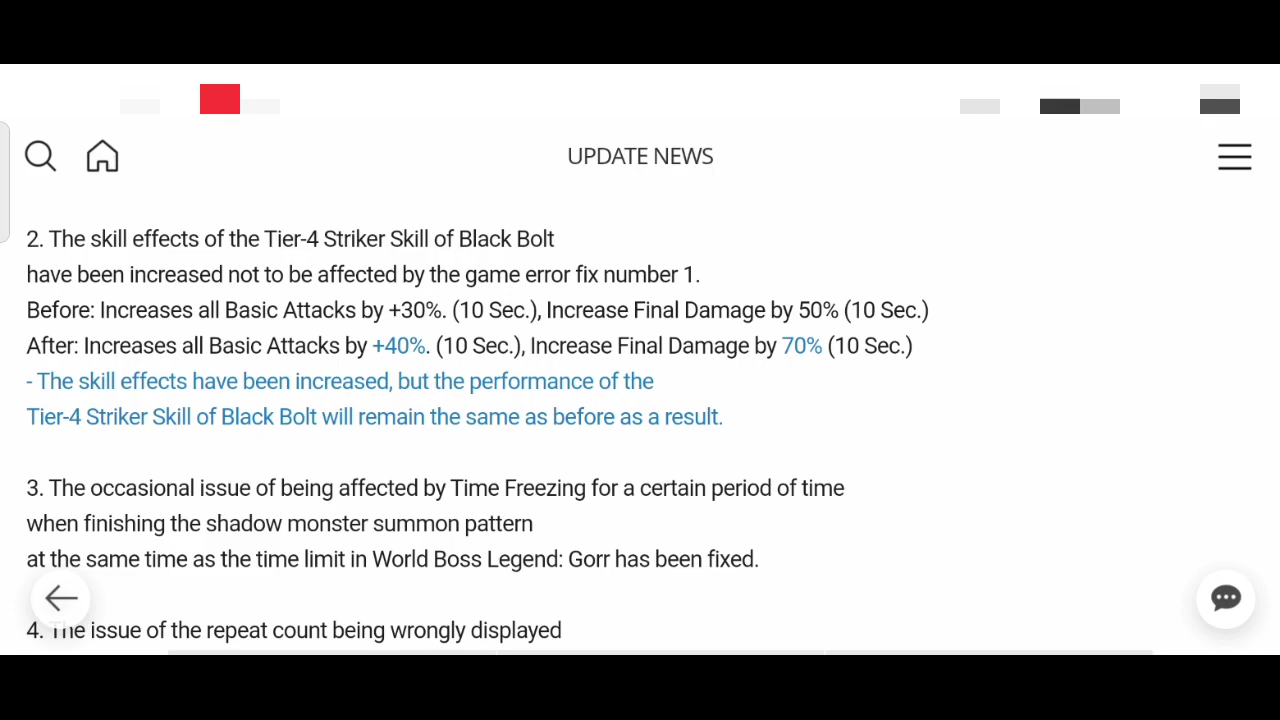 UPDATE NEWS
2. The skill effects of the Tier-4 Striker Skill of Black Bolt
have been increased not to be affected by the game error fix number 1.
Before: Increases all Basic Attacks by +30%. (10 Sec.), Increase Final Damage by 50% (10 Sec.)
After: Increases all Basic Attacks by +40%. (10 Sec.), Increase Final Damage by 70% (10 Sec.)
- The skill effects have been increased, but the performance of the
Tier-4 Striker Skill of Black Bolt will remain the same as before as a result.
3. The occasional issue of being affected by Time Freezing for a certain period of time
when finishing the shadow monster summon pattern
at the same time as the time limit in World Boss Legend: Gorr has been fixed.
4. The issue of the repeat count being wrongly displayed